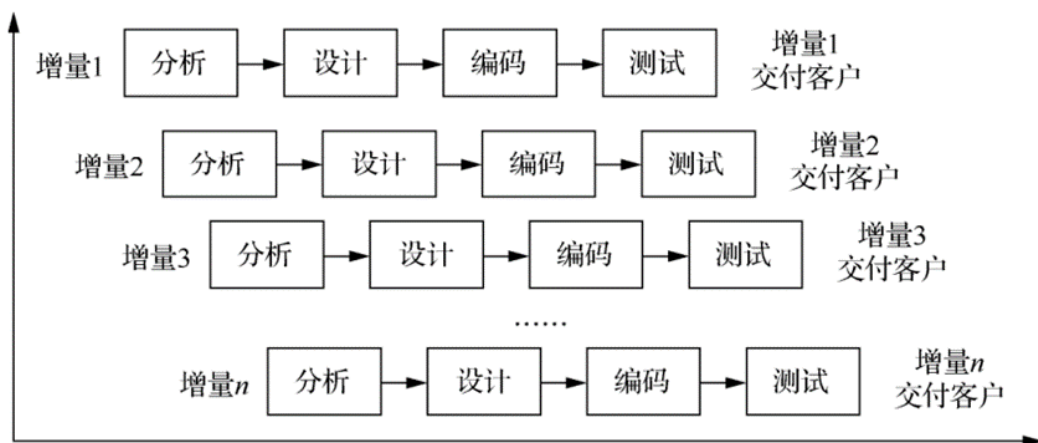 增量1 分析 设计 编码 测试 增量1
交付客户
增量2 分析 设计 编码 测试 增量2
交付客户
增量3 分析 设计 编码 测试 增量3
交付客户
……
增量n 分析 设计 编码 测试 增量n
交付客户